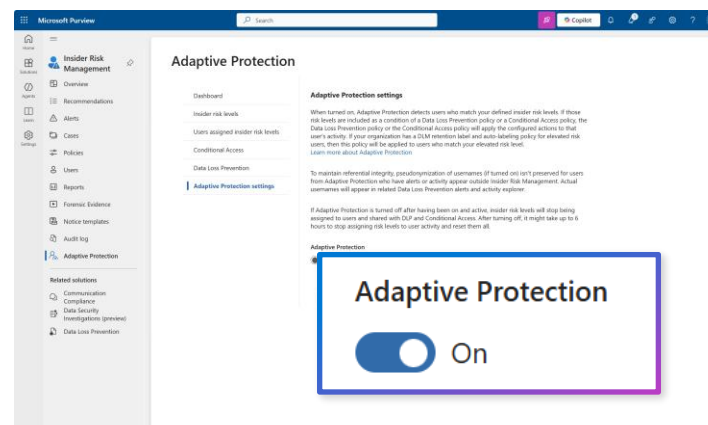 Microsoft Purview
Search
Copilot
?
Home
Solutions
Agents
Learn
Settings
Insider Risk
Management
Overview
Recommendations
Alerts
Cases
Policies
Users
Reports
Forensic Evidence
Notice templates
Audit log
Adaptive Protection
Related solutions
Communication
Compliance
Data Security
Investigations (preview)
Data Loss Prevention
Adaptive Protection
Dashboard
Insider risk levels
Users assigned insider risk levels
Conditional Access
Data Loss Prevention
Adaptive Protection settings
Adaptive Protection settings
When turned on, Adaptive Protection detects users who match your defined insider risk levels. If those
risk levels are included as a condition of a Data Loss Prevention policy or a Conditional Access policy, the
Data Loss Prevention policy or the Conditional Access policy will apply the configured actions to that
user's activity. If your organization has a DLM retention label and auto-labeling policy for elevated risk
users, then this policy will be applied to users who match your elevated risk level.
Learn more about Adaptive Protection
To maintain referential integrity, pseudonymization of usernames (if turned on) isn't preserved for users
from Adaptive Protection who have alerts or activity appear outside Insider Risk Management. Actual
usernames will appear in related Data Loss Prevention alerts and activity explorer.
If Adaptive Protection is turned off after having been on and active, insider risk levels will stop being
assigned to users and shared with DLP and Conditional Access. After turning off, it might take up to 6
hours to stop assigning risk levels to user activity and reset them all.
Adaptive Protection
Adaptive Protection
On